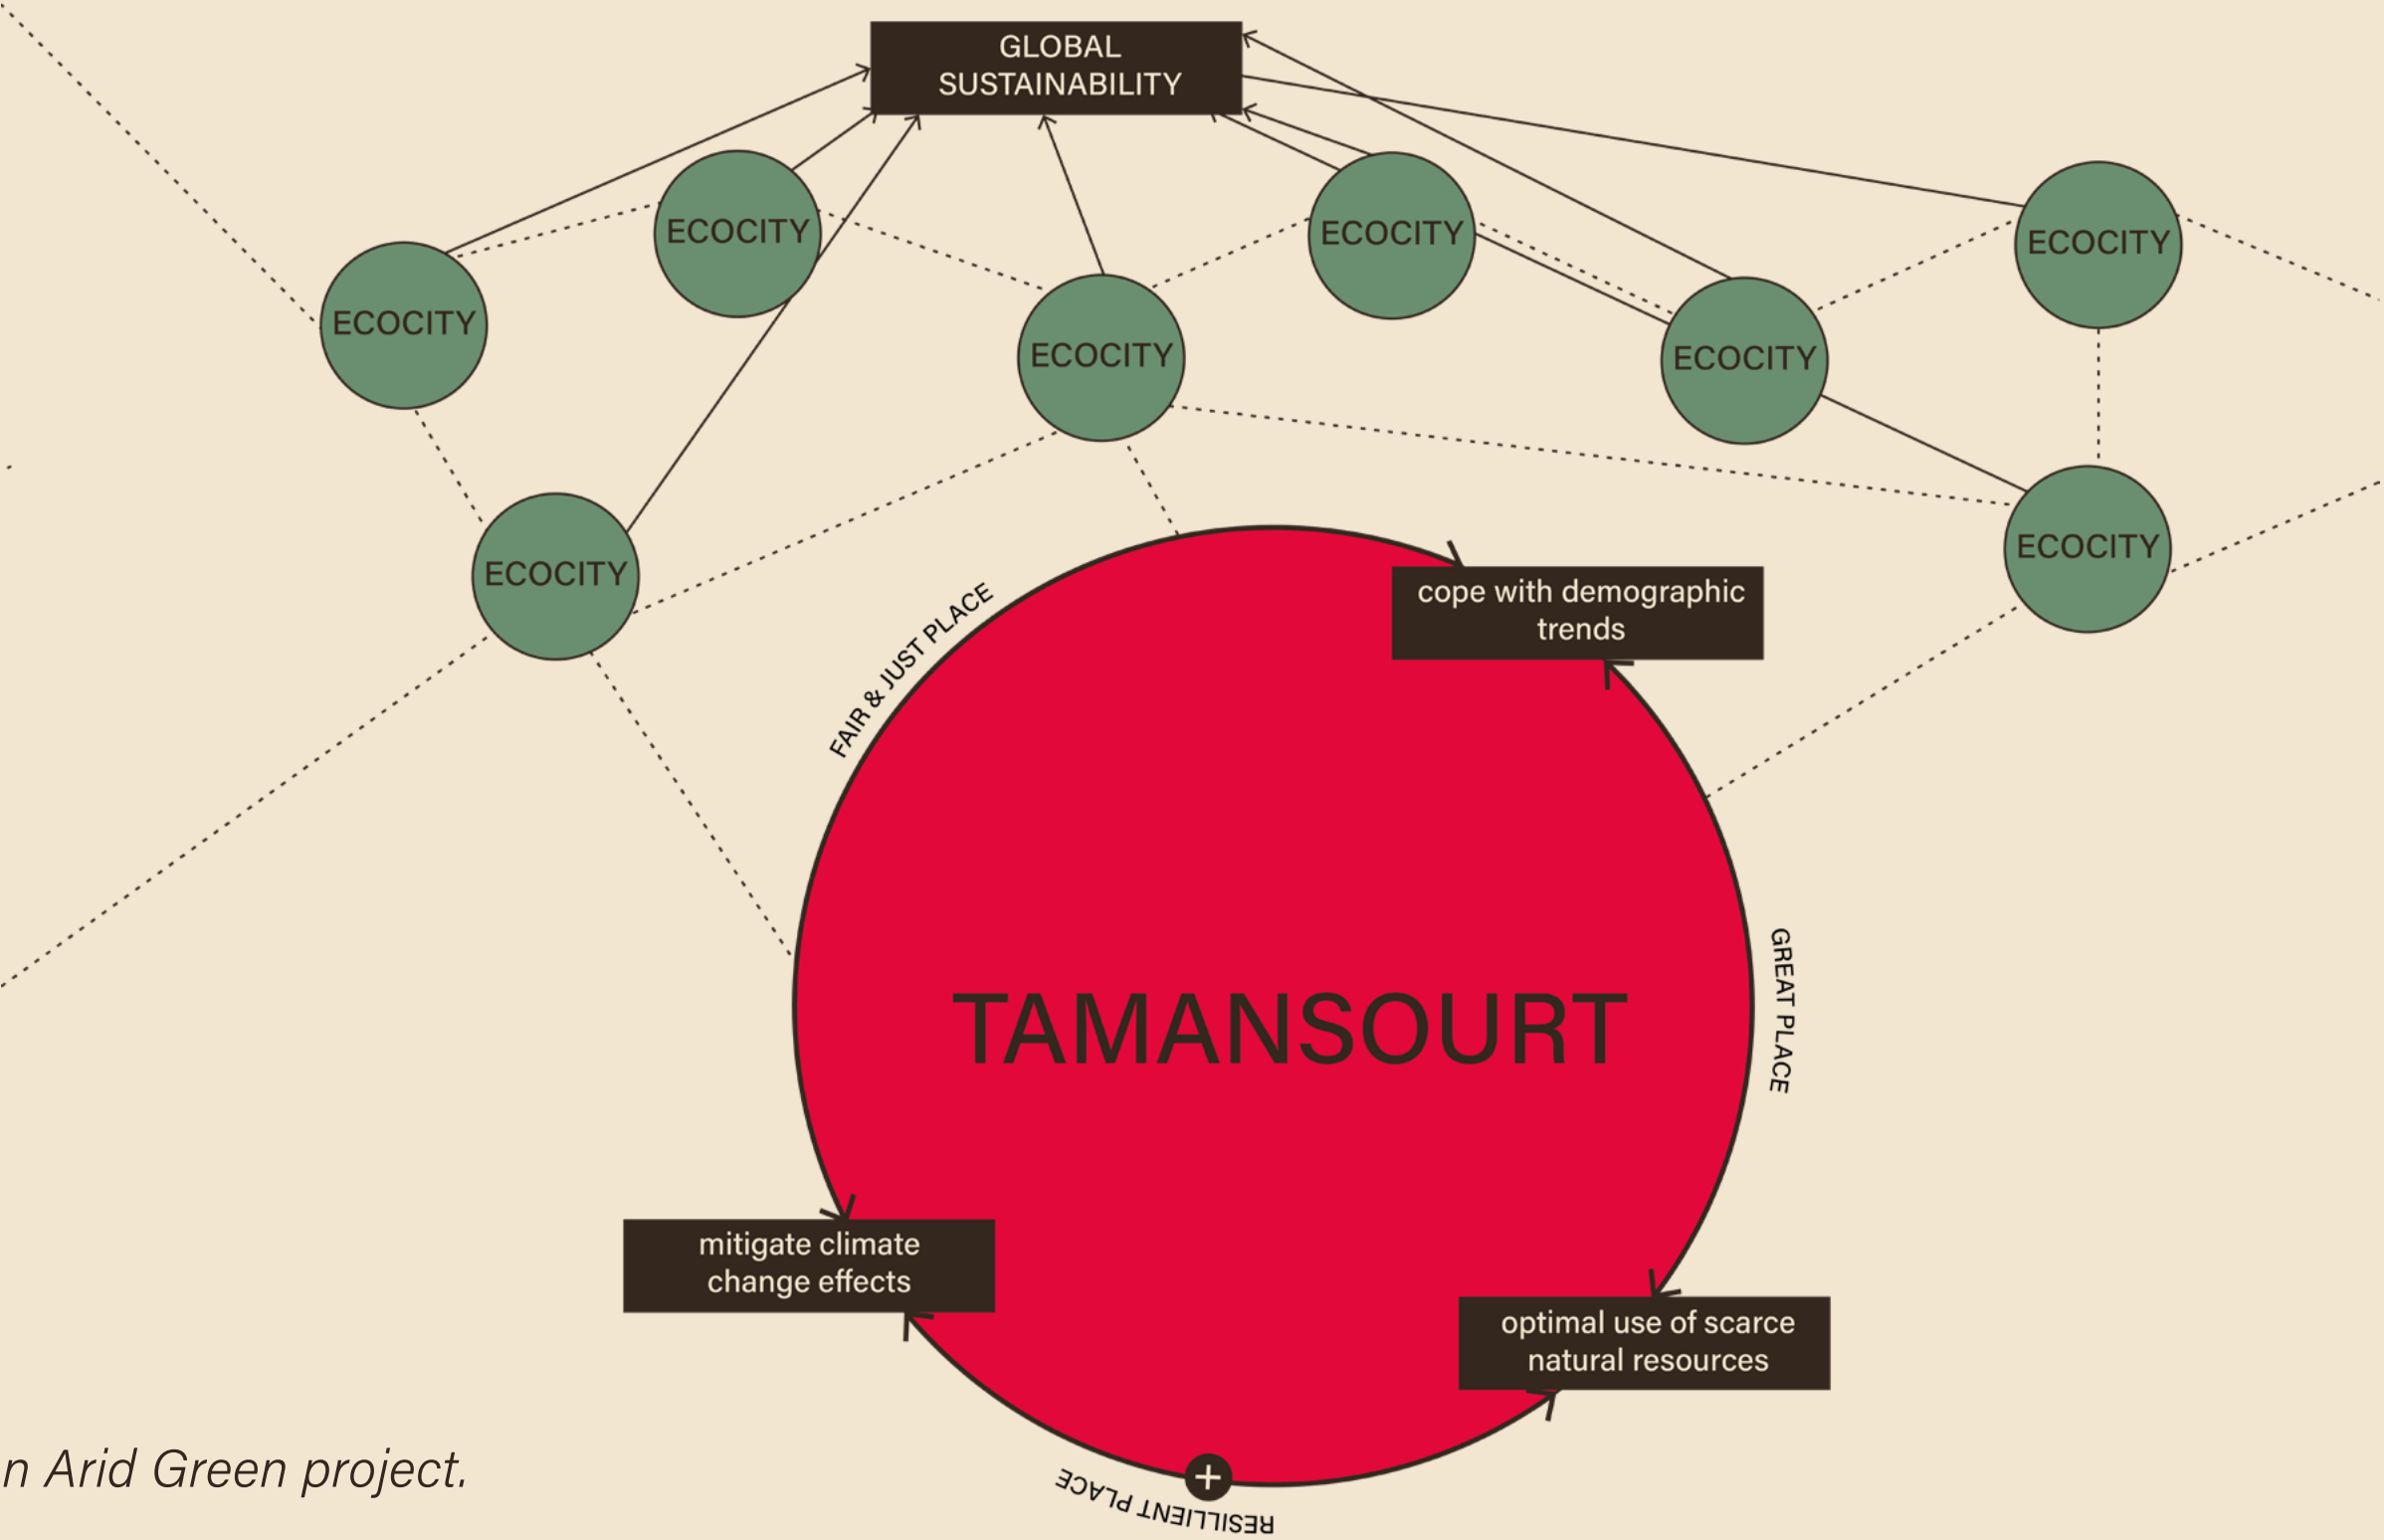 GLOBAL
SUSTAINABILITY
ECOCITY
ECOCITY
ECOCITY
ECOCITY
ECOCITY
ECOCITY
ECOCITY
ECOCITY
cope with demographic
trends
FAIR & JUST PLACE
GREAT PLACE
TAMANSOURT
mitigate climate
change effects
optimal use of scarce
natural resources
+
RESILLIENT PLACE
n Arid Green project.